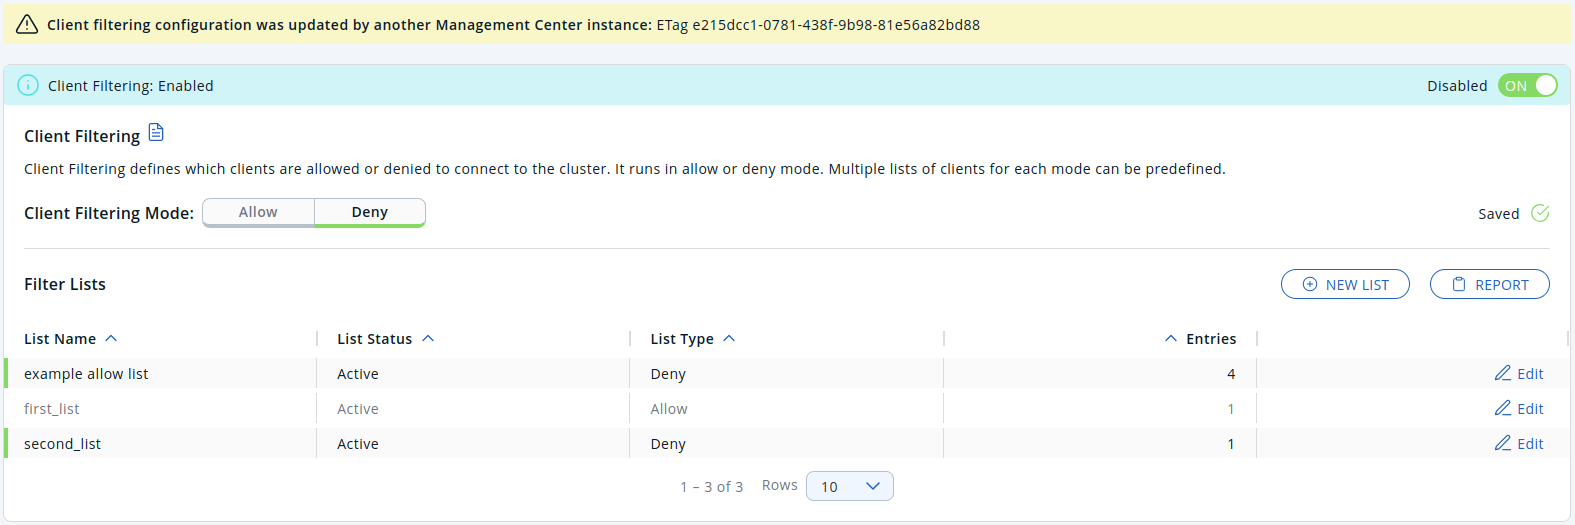 Client filtering configuration was updated by another Management Center instance: ETag e215dcc1-0781-438f-9b98-81e56a82bd88
Client Filtering: Enabled Disabled ON
Client Filtering
Client Filtering defines which clients are allowed or denied to connect to the cluster. It runs in allow or deny mode. Multiple lists of clients for each mode can be predefined.
Client Filtering Mode: Allow Deny Saved
Filter Lists NEW LIST REPORT
List Name List Status List Type Entries
example allow list Active Deny 4 Edit
first_list Active Allow 1 Edit
second_list Active Deny 1 Edit
1 – 3 of 3 Rows 10